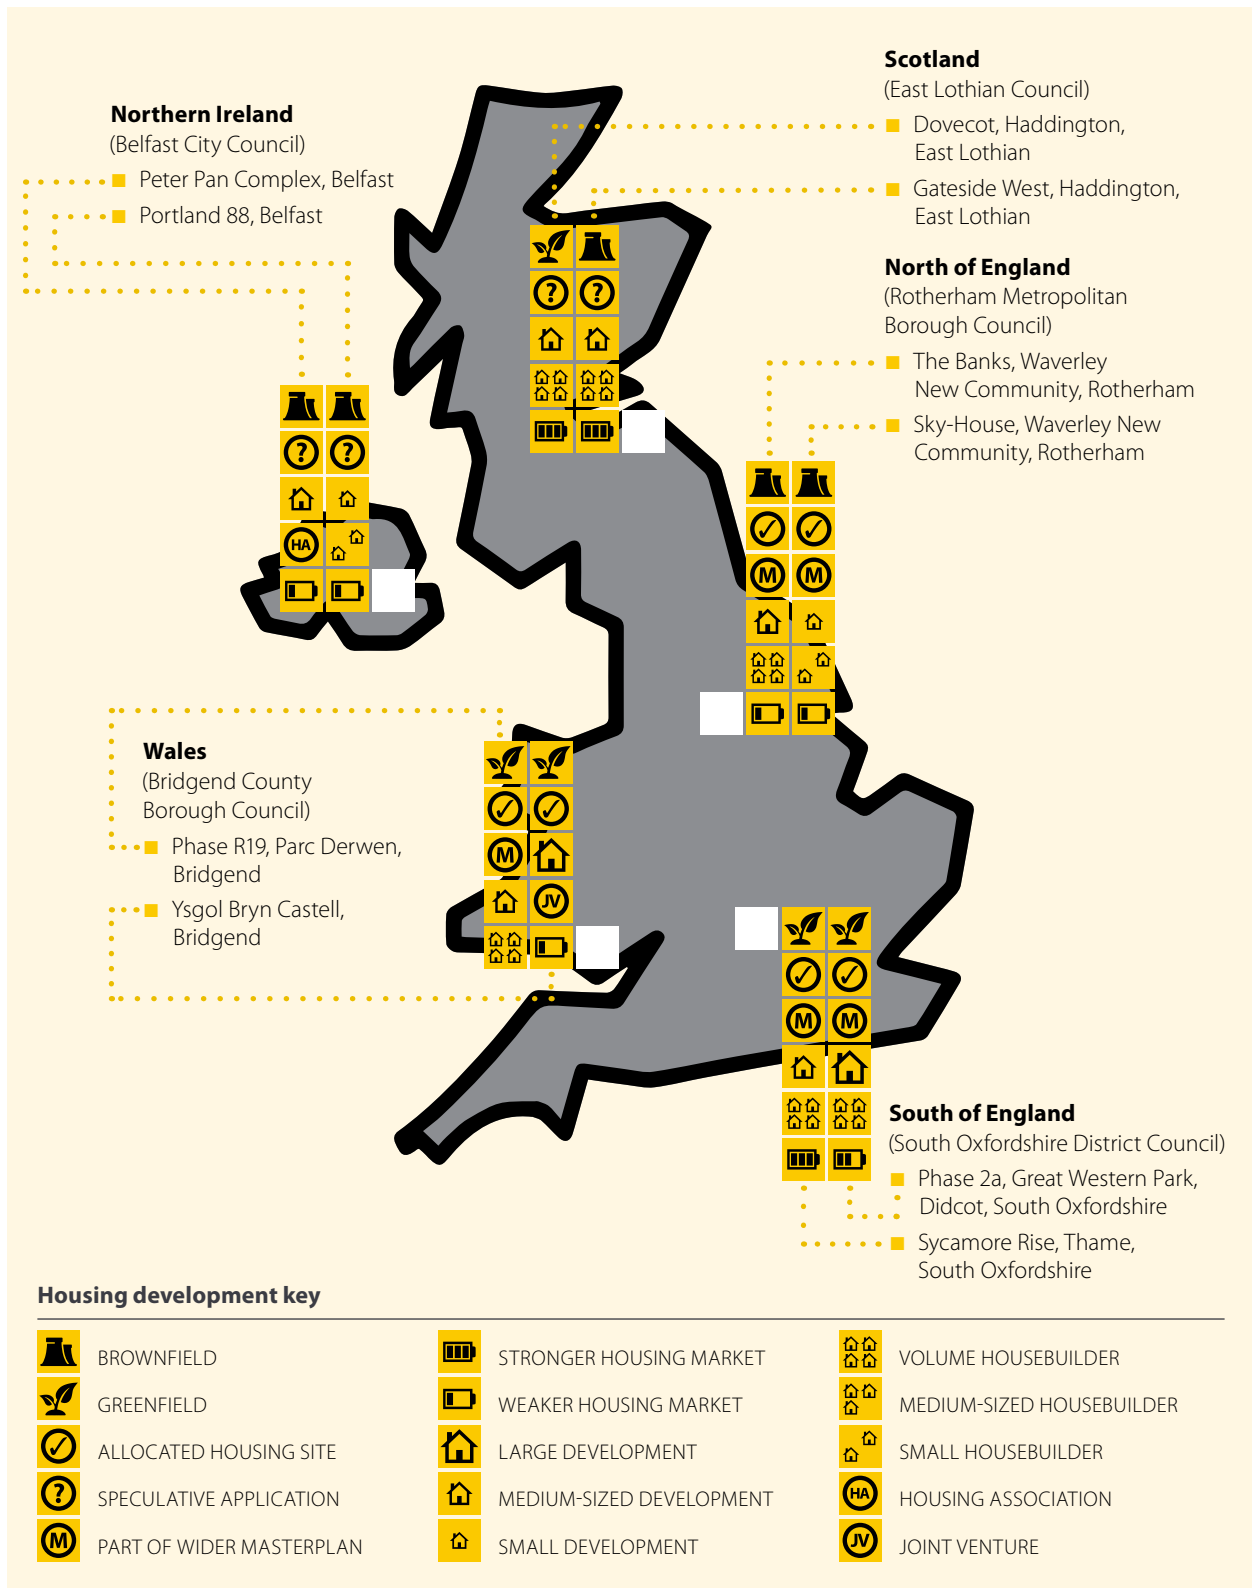 Scotland
(East Lothian Council)
Dovecot, Haddington,
East Lothian
Gateside West, Haddington,
East Lothian
Northern Ireland
(Belfast City Council)
Peter Pan Complex, Belfast
Portland 88, Belfast
North of England
(Rotherham Metropolitan
Borough Council)
The Banks, Waverley
New Community, Rotherham
Sky-House, Waverley New
Community, Rotherham
?
?
?
?
HA
M
M
Wales
(Bridgend County
Borough Council)
Phase R19, Parc Derwen,
Bridgend
Ysgol Bryn Castell,
Bridgend
M
JV
M
M
South of England
(South Oxfordshire District Council)
Phase 2a, Great Western Park,
Didcot, South Oxfordshire
Sycamore Rise, Thame,
South Oxfordshire
Housing development key
BROWNFIELD
GREENFIELD
ALLOCATED HOUSING SITE
? SPECULATIVE APPLICATION
M PART OF WIDER MASTERPLAN
STRONGER HOUSING MARKET
WEAKER HOUSING MARKET
LARGE DEVELOPMENT
MEDIUM-SIZED DEVELOPMENT
SMALL DEVELOPMENT
VOLUME HOUSEBUILDER
MEDIUM-SIZED HOUSEBUILDER
SMALL HOUSEBUILDER
HA HOUSING ASSOCIATION
JV JOINT VENTURE